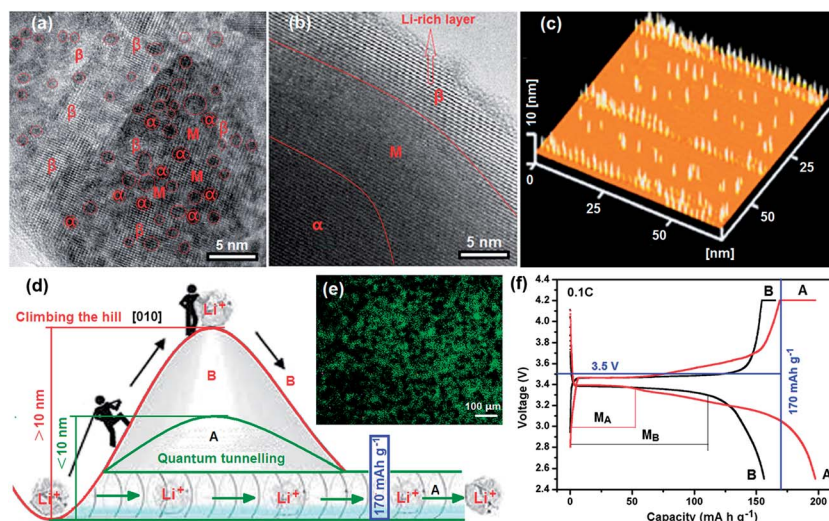 (a)
β
β
β
β
β
β
β
α
α
α
α
α
α
α
M
M
M
5 nm
(b)
Li-rich layer
β
M
α
5 nm
(c)
10 [nm]
0
25
50
[nm]
25
50
(d)
Climbing the hill
[010]
Li⁺
>10 nm
<10 nm
B
B
A
Quantum tunnelling
Li⁺
Li⁺
Li⁺
170 mAh g⁻¹
Li⁺
A
Li⁺
(e)
100 µm
(f)
0.1C
B
A
3.5 V
170 mAh g⁻¹
M_A
M_B
B
A
Voltage (V)
4.4
4.2
4.0
3.8
3.6
3.4
3.2
3.0
2.8
2.6
2.4
0
50
100
150
200
Capacity (mA h g⁻¹)